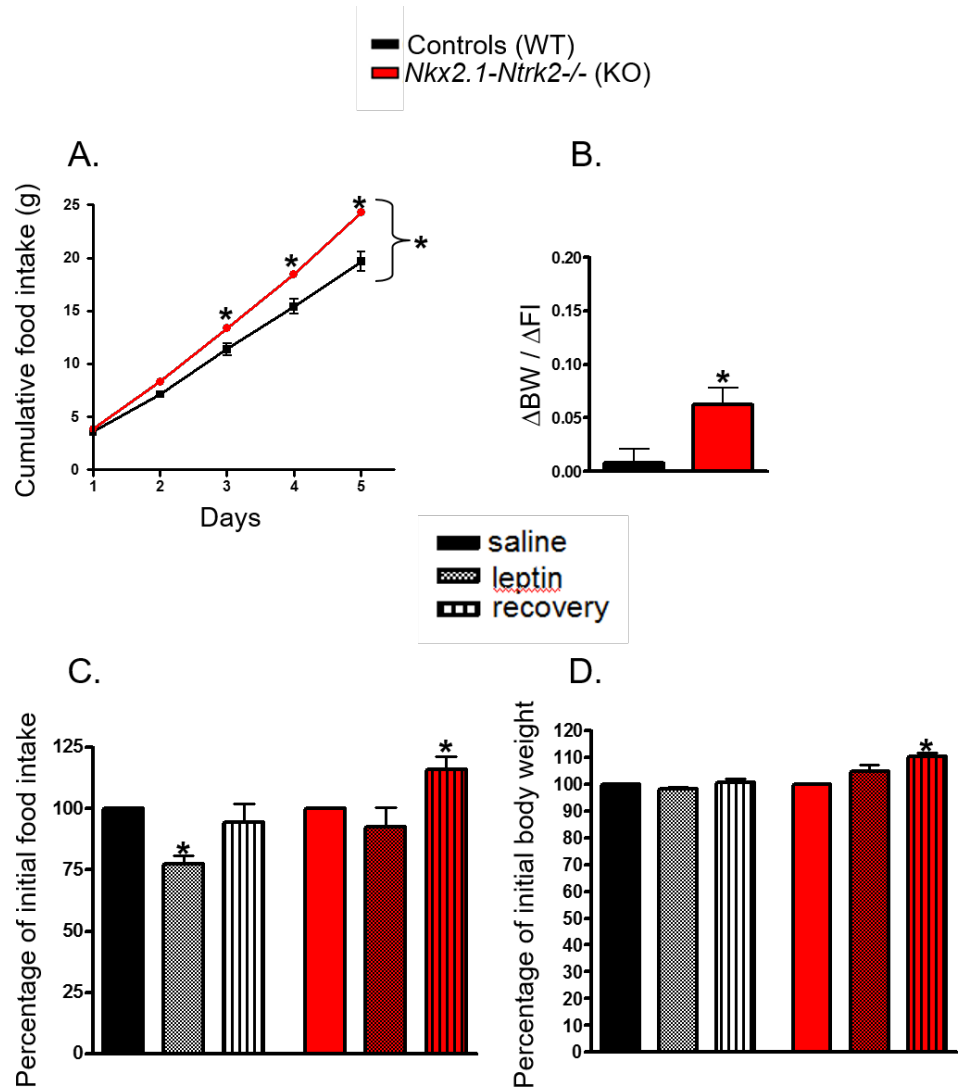 Controls (WT)
Nkx2.1-Ntrk2-/- (KO)
A.
Cumulative food intake (g)
25
20
15
10
5
0
1 2 3 4 5
Days
*
*
*
*
B.
ΔBW / ΔFI
0.20
0.15
0.10
0.05
0.00
*
saline
leptin
recovery
C.
Percentage of initial food intake
125
100
75
50
25
0
*
*
D.
Percentage of initial body weight
120
110
100
90
80
70
60
50
40
30
20
10
0
*